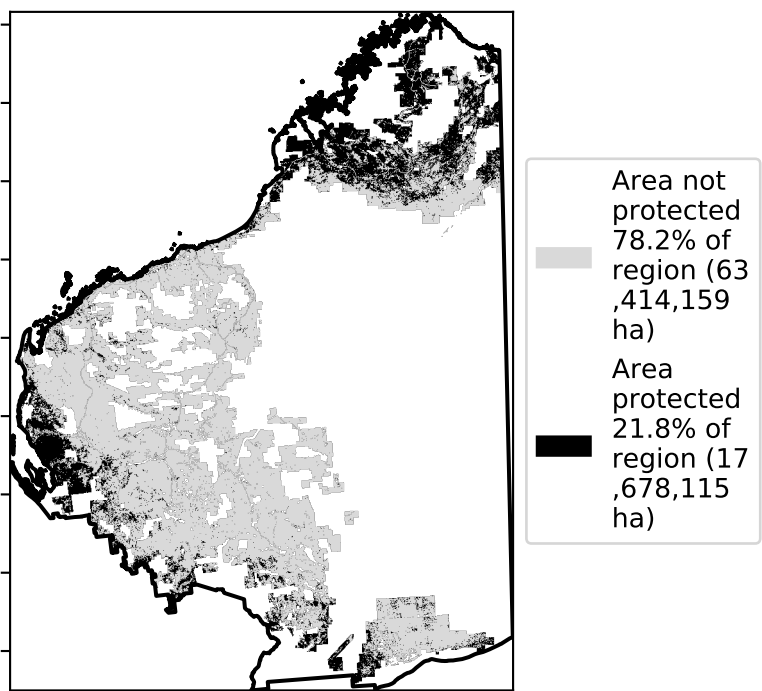 Area not
protected
78.2% of
region (63
,414,159
ha)
Area
protected
21.8% of
region (17
,678,115
ha)